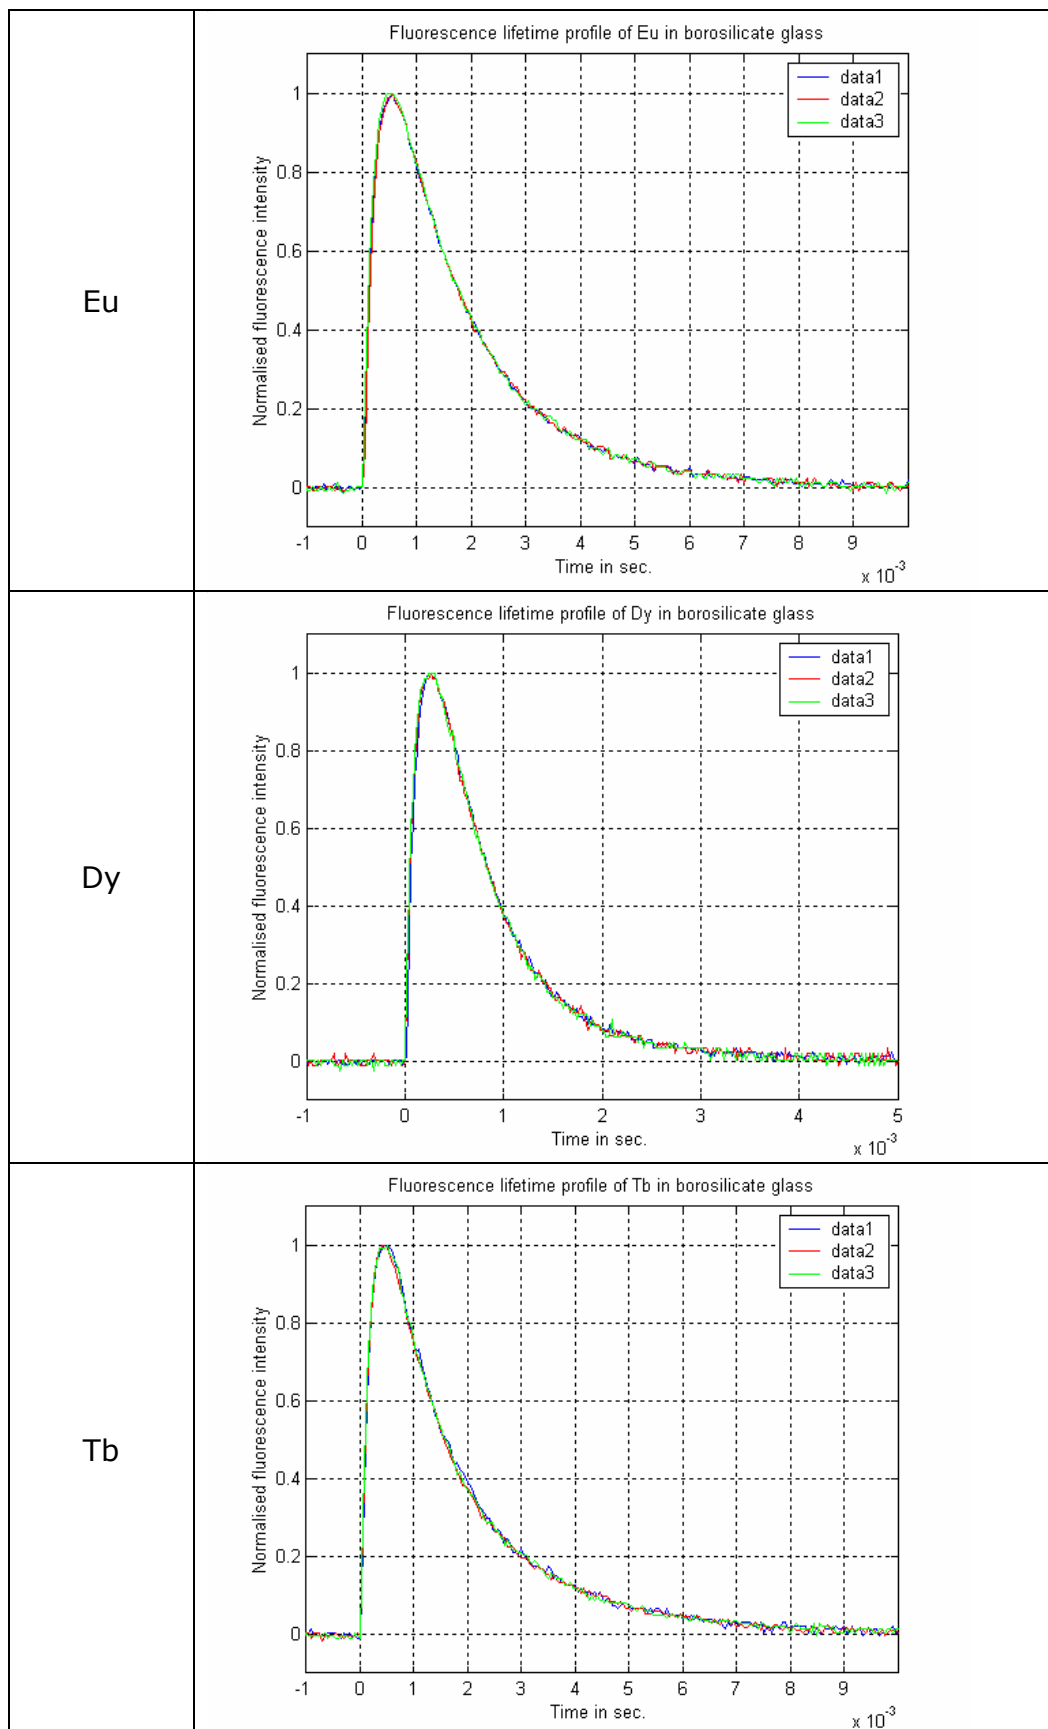 Eu
Fluorescence lifetime profile of Eu in borosilicate glass
data1
data2
data3
Normalised fluorescence intensity
1
0.8
0.6
0.4
0.2
0
-1 0 1 2 3 4 5 6 7 8 9
Time in sec.
x 10-3
Dy
Fluorescence lifetime profile of Dy in borosilicate glass
data1
data2
data3
Normalised fluorescence intensity
1
0.8
0.6
0.4
0.2
0
-1 0 1 2 3 4 5
Time in sec.
x 10-3
Tb
Fluorescence lifetime profile of Tb in borosilicate glass
data1
data2
data3
Normalised fluorescence intensity
1
0.8
0.6
0.4
0.2
0
-1 0 1 2 3 4 5 6 7 8 9
Time in sec.
x 10-3